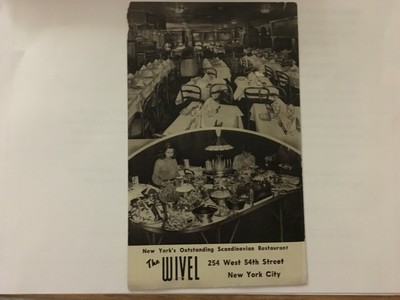 New York's Outstanding Scandinavian Restaurant
The WIVEL 254 West 54th Street
New York City